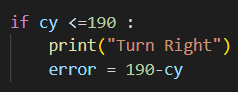 if cy <=190 :
    print("Turn Right")
    error = 190-cy